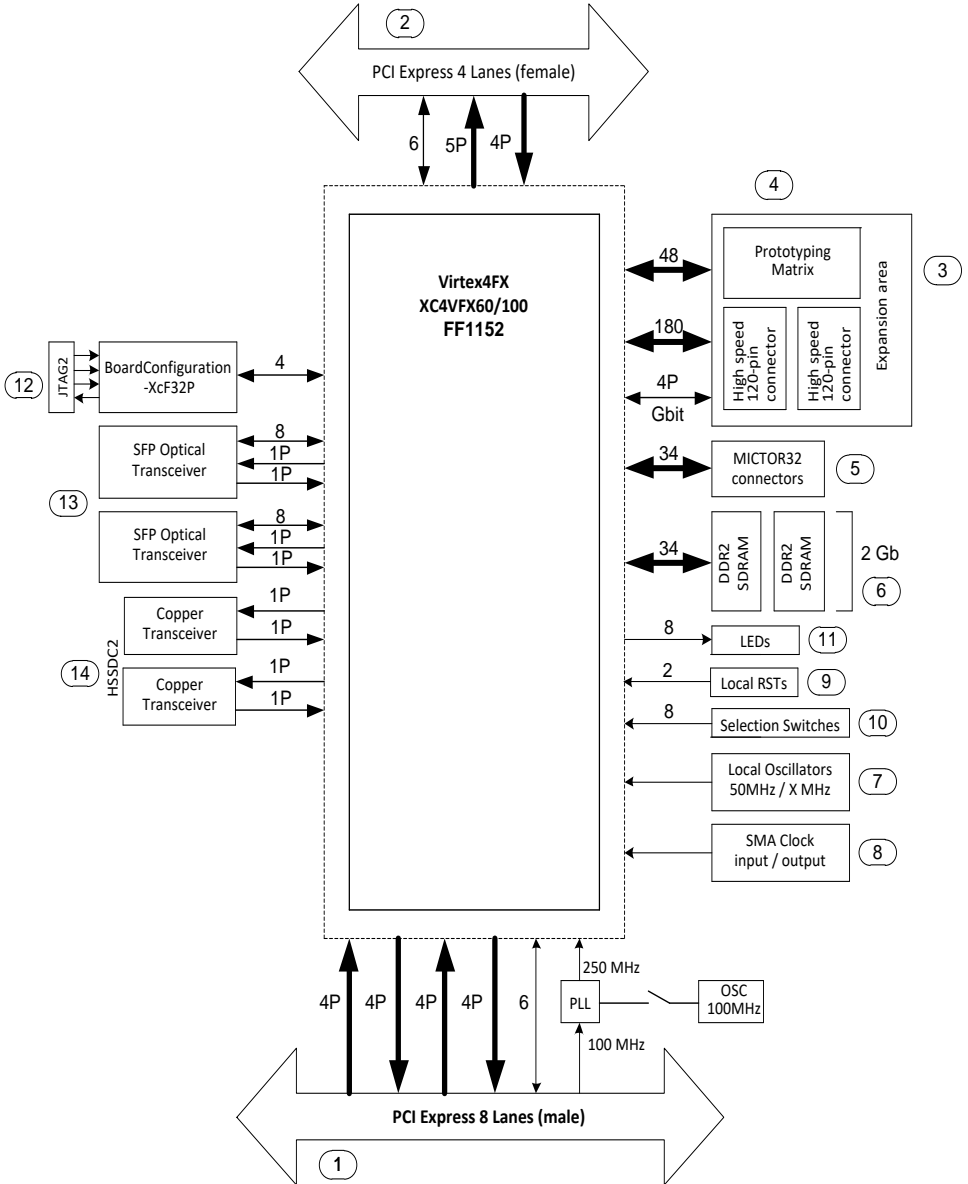 2
PCI Express 4 Lanes (female)
6
5P
4P
4
Virtex4FX
XC4VFX60/100
FF1152
48
Prototyping
Matrix
Expansion area
3
180
High speed
120-pin
connector
High speed
120-pin
connector
4P
Gbit
12
JTAG2
BoardConfiguration
-XcF32P
4
SFP Optical
Transceiver
8
1P
1P
13
SFP Optical
Transceiver
8
1P
1P
14
HSSDC2
Copper
Transceiver
1P
1P
Copper
Transceiver
1P
1P
34
MICTOR32
connectors
5
34
DDR2
SDRAM
DDR2
SDRAM
2 Gb
6
8
LEDs
11
2
Local RSTs
9
8
Selection Switches
10
Local Oscillators
50MHz / X MHz
7
SMA Clock
input / output
8
4P
4P
4P
4P
6
250 MHz
PLL
OSC
100MHz
100 MHz
PCI Express 8 Lanes (male)
1